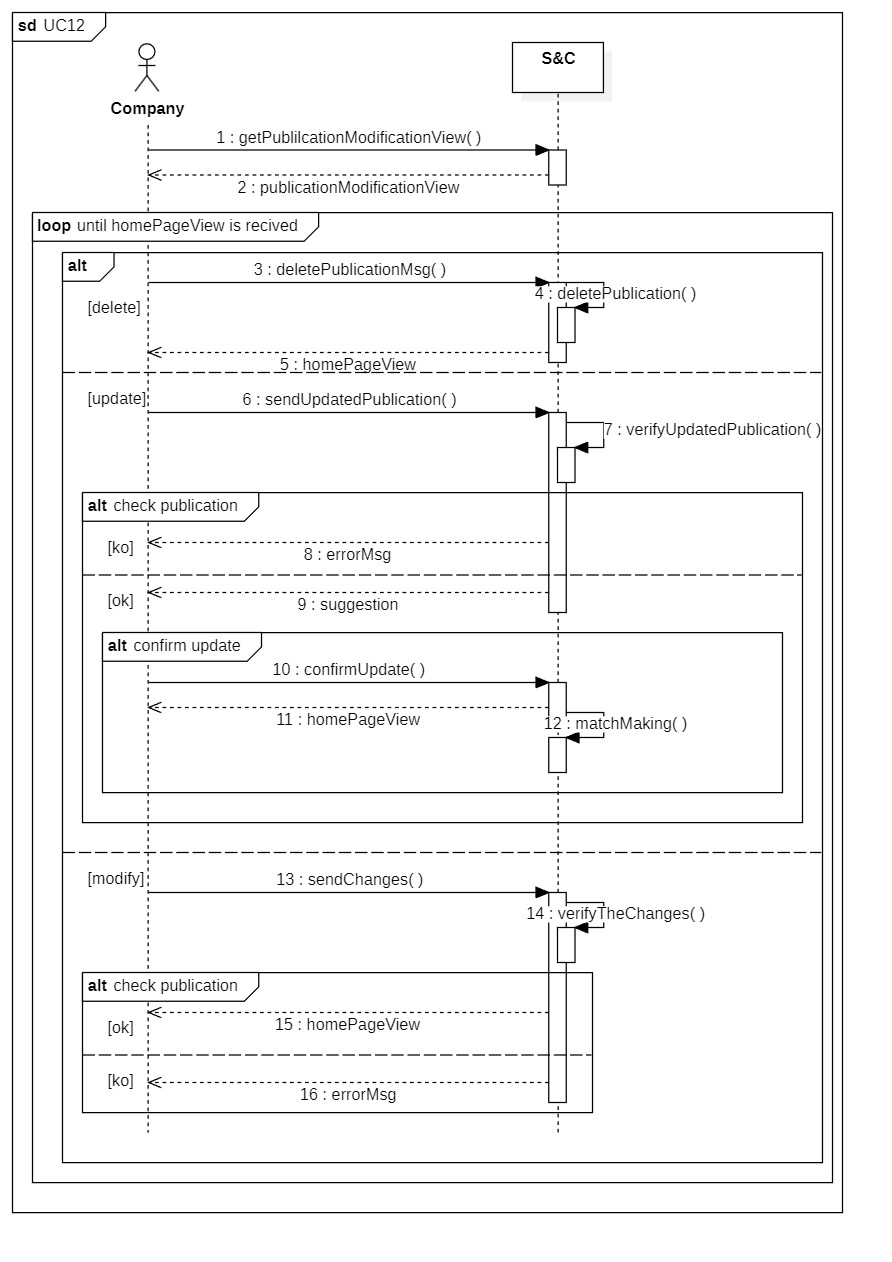 sd UC12
S&C
Company
1 : getPublilcationModificationView( )
2 : publicationModificationView
loop until homePageView is recived
alt
3 : deletePublicationMsg( )
4 : deletePublication( )
[delete]
5 : homePageView
[update]
6 : sendUpdatedPublication( )
7 : verifyUpdatedPublication( )
alt check publication
[ko]
8 : errorMsg
[ok]
9 : suggestion
alt confirm update
10 : confirmUpdate( )
11 : homePageView
12 : matchMaking( )
[modify]
13 : sendChanges( )
14 : verifyTheChanges( )
alt check publication
15 : homePageView
[ok]
[ko]
16 : errorMsg